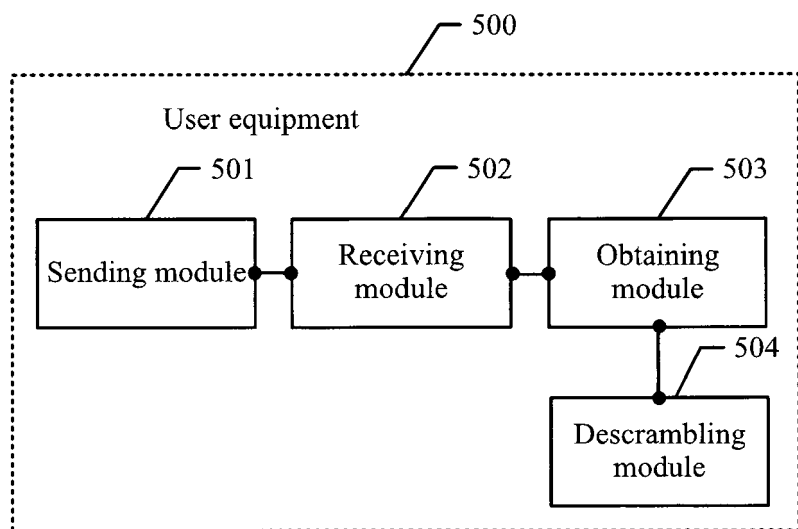 500
User equipment
501
502
503
Sending module
Receiving
module
Obtaining
module
504
Descrambling
module